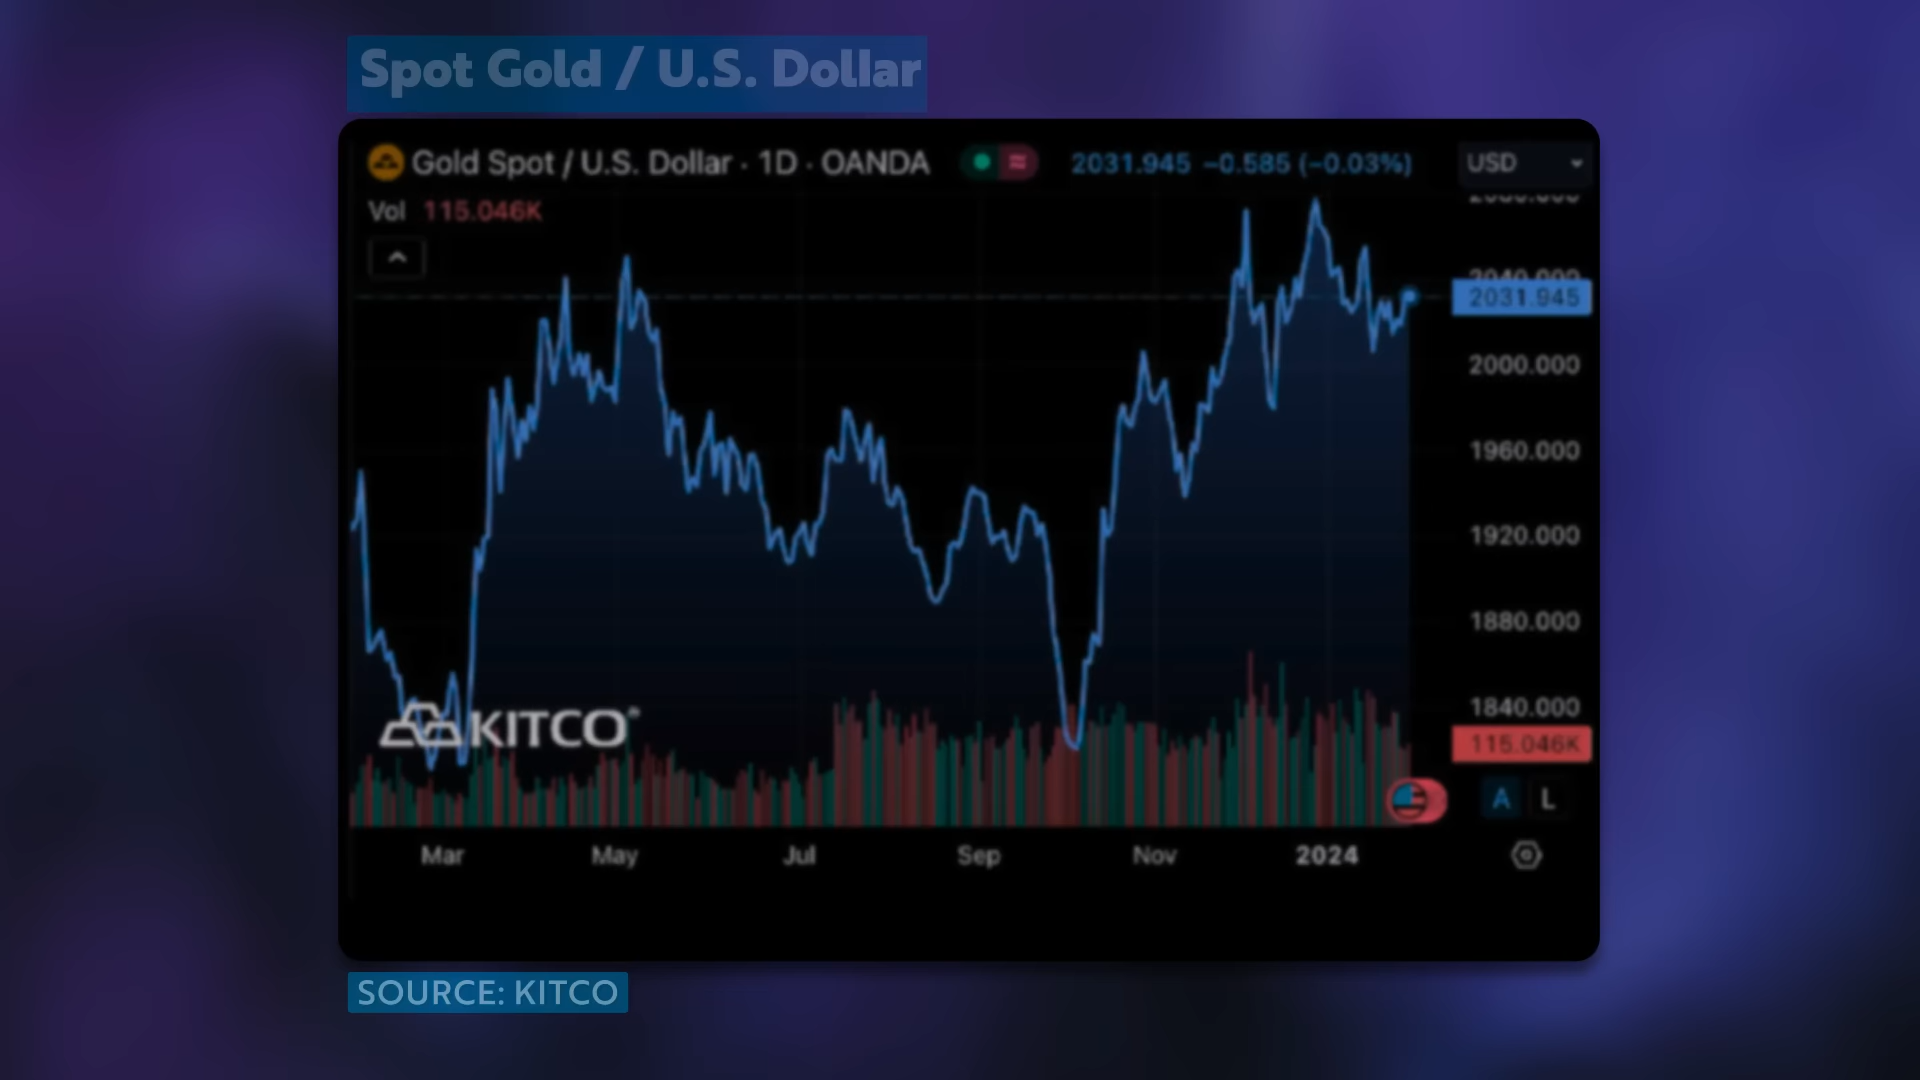 Spot Gold / U.S. Dollar
Gold Spot / U.S. Dollar · 1D · OANDA
2031.945 −0.585 (−0.03%)
USD
Vol 115.046K
2040.000
2031.945
2000.000
1960.000
1920.000
1880.000
1840.000
115.046K
KITCO®
A L
Mar May Jul Sep Nov 2024
SOURCE: KITCO